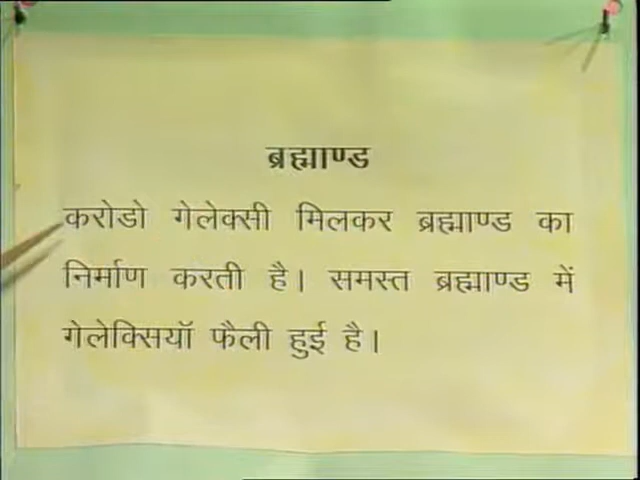 ब्रह्माण्ड
करोडो गेलेक्सी मिलकर ब्रह्माण्ड का
निर्माण करती है। समस्त ब्रह्माण्ड में
गेलेक्सियॉ फैली हुई है।